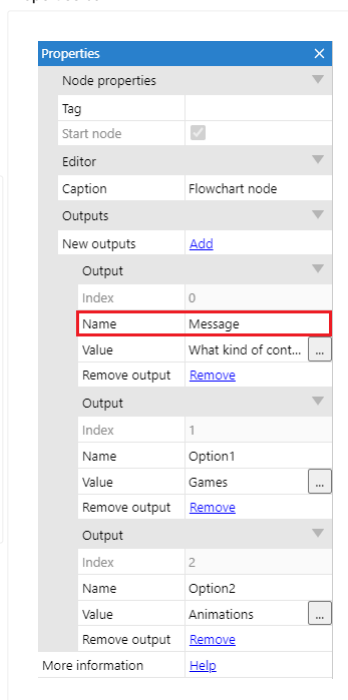 Properties ×
Node properties
Tag
Start node
Editor
Caption Flowchart node
Outputs
New outputs Add
Output
Index 0
Name Message
Value What kind of cont... ...
Remove output Remove
Output
Index 1
Name Option1
Value Games ...
Remove output Remove
Output
Index 2
Name Option2
Value Animations ...
Remove output Remove
More information Help